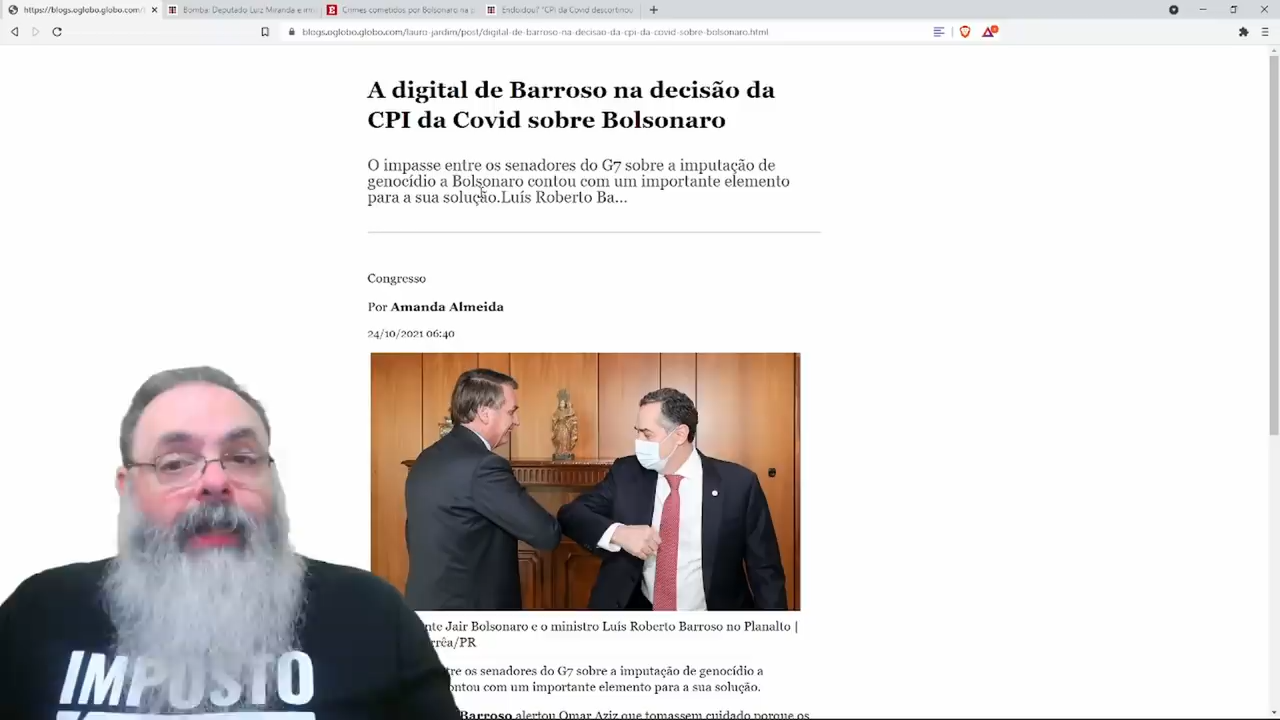 https://blogs.oglobo.globo.com/
Bomba: Deputado Luiz Miranda e irm
Crimes cometidos por Bolsonaro na p
Endoidou? "CPI da Covid descortinou
blogs.oglobo.globo.com/lauro-jardim/post/digital-de-barroso-na-decisao-da-cpi-da-covid-sobre-bolsonaro.html
A digital de Barroso na decisão da
CPI da Covid sobre Bolsonaro
O impasse entre os senadores do G7 sobre a imputação de
genocídio a Bolsonaro contou com um importante elemento
para a sua solução.Luís Roberto Ba...
Congresso
Por Amanda Almeida
24/10/2021 06:40
nte Jair Bolsonaro e o ministro Luís Roberto Barroso no Planalto |
rrêa/PR
tre os senadores do G7 sobre a imputação de genocídio a
ontou com um importante elemento para a sua solução.
Barroso alertou Omar Aziz que tomassem cuidado porque os
IMPOSTO